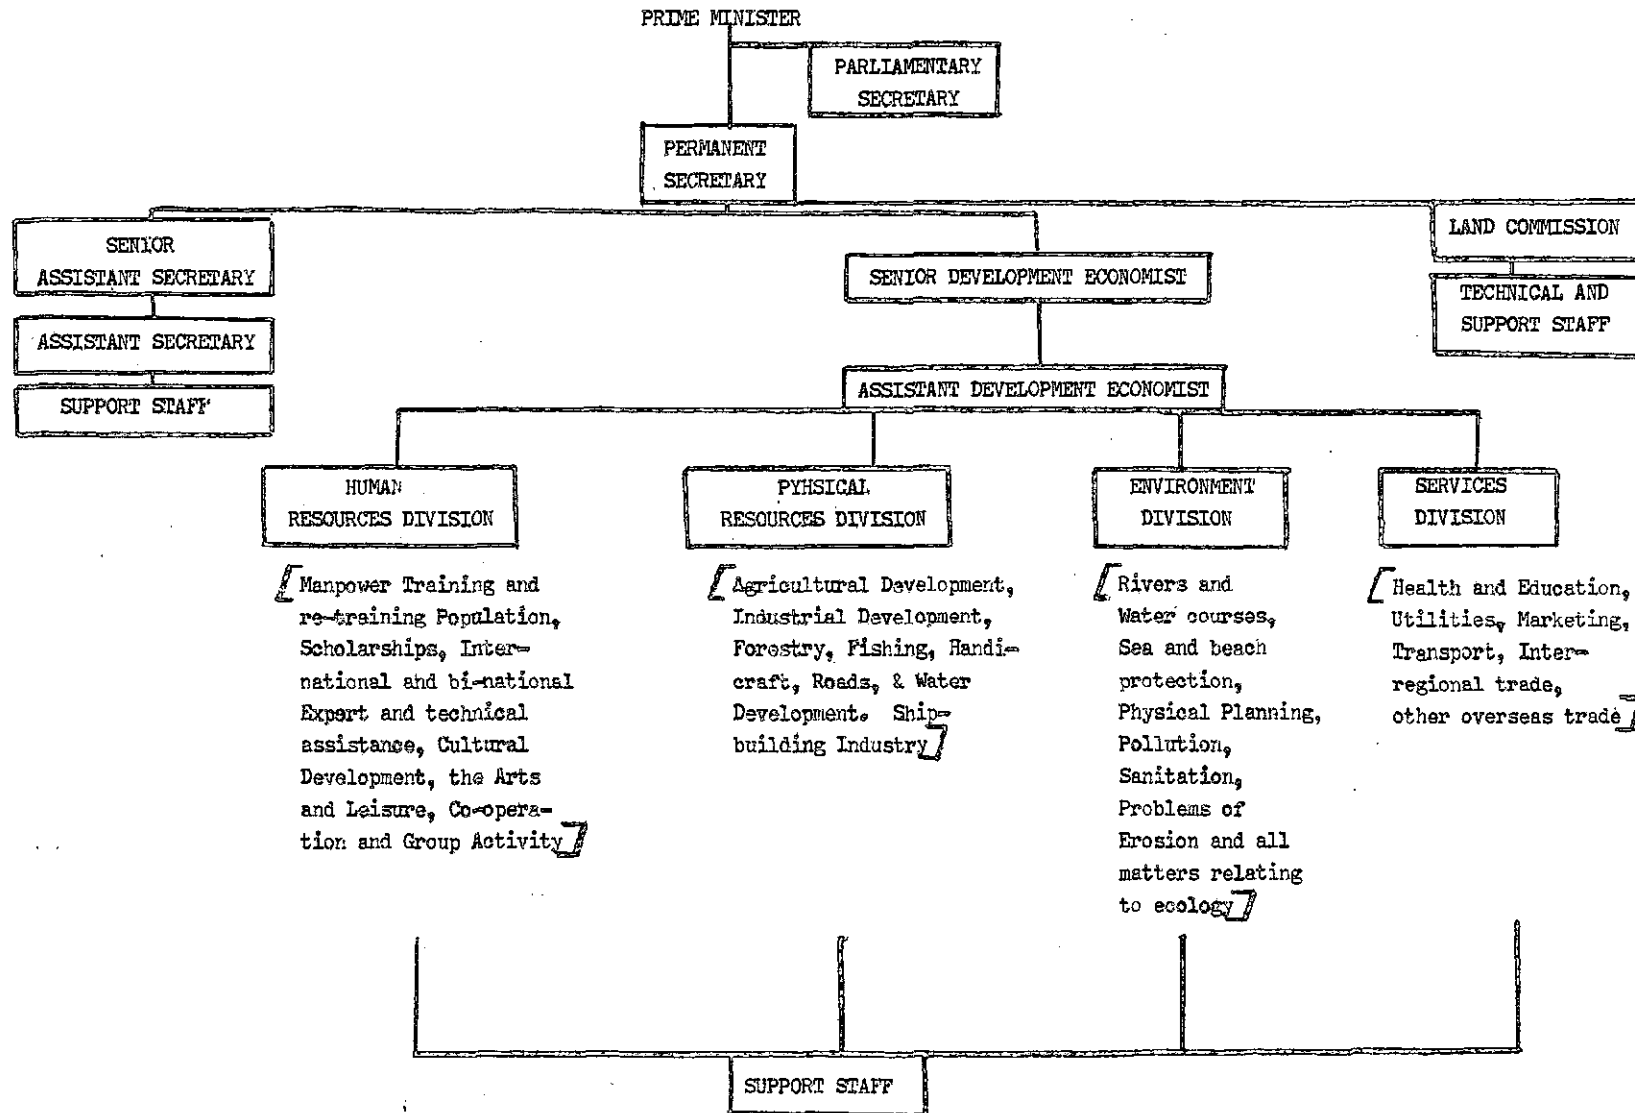 PRIME MINISTER
PARLIAMENTARY
SECRETARY
PERMANENT
SECRETARY
SENIOR
ASSISTANT SECRETARY
ASSISTANT SECRETARY
SUPPORT STAFF
SENIOR DEVELOPMENT ECONOMIST
ASSISTANT DEVELOPMENT ECONOMIST
LAND COMMISSION
TECHNICAL AND
SUPPORT STAFF
HUMAN
RESOURCES DIVISION
[Manpower Training and
re-training Population,
Scholarships, Inter-
national and bi-national
Expert and technical
assistance, Cultural
Development, the Arts
and Leisure, Co-opera-
tion and Group Activity]
PYHSICAL
RESOURCES DIVISION
[Agricultural Development,
Industrial Development,
Forestry, Fishing, Handi-
craft, Roads, & Water
Development. Ship-
building Industry]
ENVIRONMENT
DIVISION
[Rivers and
Water courses,
Sea and beach
protection,
Physical Planning,
Pollution,
Sanitation,
Problems of
Erosion and all
matters relating
to ecology]
SERVICES
DIVISION
[Health and Education,
Utilities, Marketing,
Transport, Inter-
regional trade,
other overseas trade]
SUPPORT STAFF